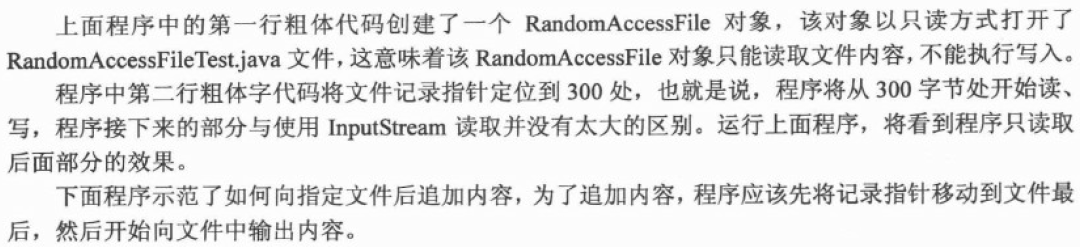 上面程序中的第一行粗体代码创建了一个 RandomAccessFile 对象，该对象以只读方式打开了
RandomAccessFileTest.java 文件，这意味着该 RandomAccessFile 对象只能读取文件内容，不能执行写入。
程序中第二行粗体字代码将文件记录指针定位到 300 处，也就是说，程序将从 300 字节处开始读、
写，程序接下来的部分与使用 InputStream 读取并没有太大的区别。运行上面程序，将看到程序只读取
后面部分的效果。
下面程序示范了如何向指定文件后追加内容，为了追加内容，程序应该先将记录指针移动到文件最
后，然后开始向文件中输出内容。